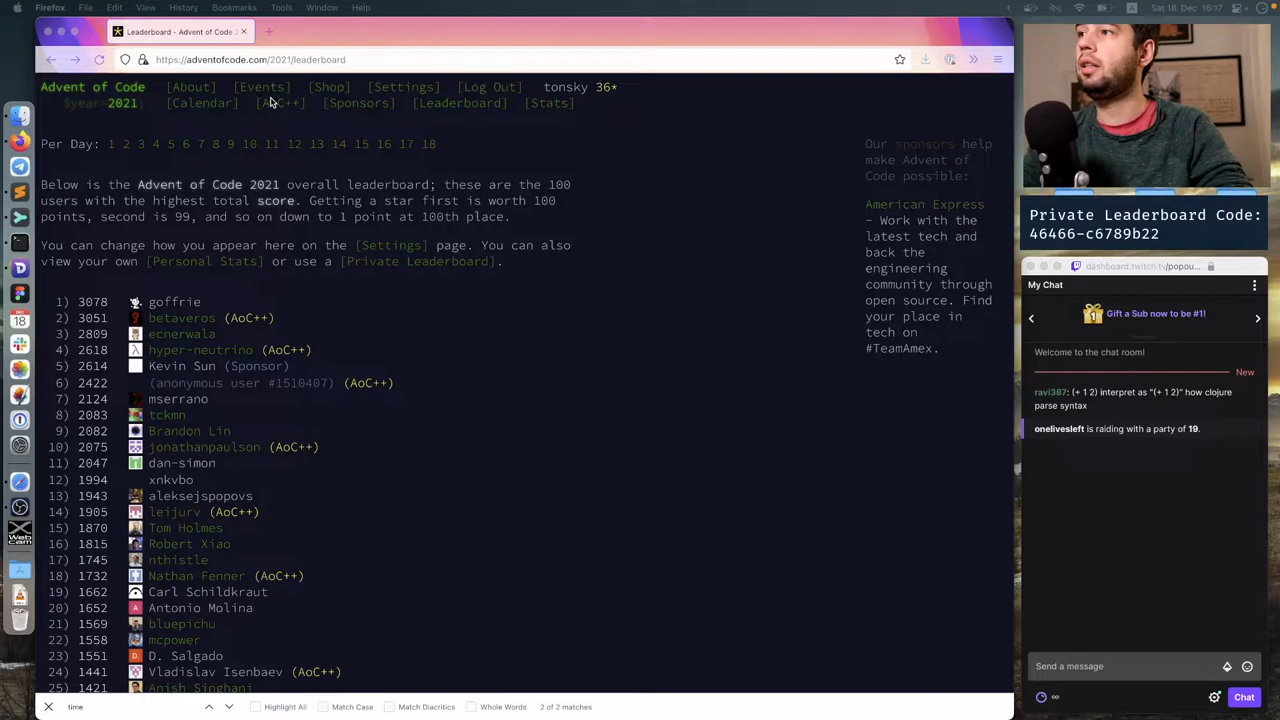 Firefox File Edit View History Bookmarks Tools Window Help
Sat 18. Dec 16:17
Leaderboard - Advent of Code 2
https://adventofcode.com/2021/leaderboard
Advent of Code [About] [Events] [Shop] [Settings] [Log Out] tonsky 36*
$year=2021; [Calendar] [AoC++] [Sponsors] [Leaderboard] [Stats]
Per Day: 1 2 3 4 5 6 7 8 9 10 11 12 13 14 15 16 17 18
Below is the Advent of Code 2021 overall leaderboard; these are the 100
users with the highest total score. Getting a star first is worth 100
points, second is 99, and so on down to 1 point at 100th place.
You can change how you appear here on the [Settings] page. You can also
view your own [Personal Stats] or use a [Private Leaderboard].
1) 3078 goffrie
2) 3051 betaveros (AoC++)
3) 2809 ecnerwala
4) 2618 hyper-neutrino (AoC++)
5) 2614 Kevin Sun (Sponsor)
6) 2422 (anonymous user #1510407) (AoC++)
7) 2124 mserrano
8) 2083 tckmn
9) 2082 Brandon Lin
10) 2075 jonathanpaulson (AoC++)
11) 2047 dan-simon
12) 1994 xnkvbo
13) 1943 aleksejspopovs
14) 1905 leijurv (AoC++)
15) 1870 Tom Holmes
16) 1815 Robert Xiao
17) 1745 nthistle
18) 1732 Nathan Fenner (AoC++)
19) 1662 Carl Schildkraut
20) 1652 Antonio Molina
21) 1569 bluepichu
22) 1558 mcpower
23) 1551 D. Salgado
24) 1441 Vladislav Isenbaev (AoC++)
25) 1421 Anish Singhani
Our sponsors help
make Advent of
Code possible:
American Express
- Work with the
latest tech and
back the
engineering
community through
open source. Find
your place in
tech on
#TeamAmex.
time
Highlight All Match Case Match Diacritics Whole Words 2 of 2 matches
Private Leaderboard Code:
46466-c6789b22
dashboard.twitch.tv/popou...
My Chat
Gift a Sub now to be #1!
Welcome to the chat room!
New
ravi387: (+ 1 2) interpret as "(+ 1 2)" how clojure
parse syntax
onelivesleft is raiding with a party of 19.
Send a message
Chat